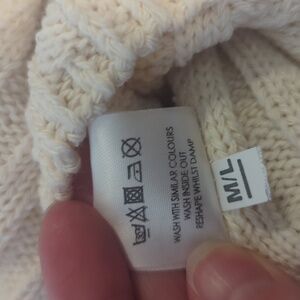 WASH WITH SIMILAR COLOURS
WASH INSIDE OUT
RESHAPE WHILST DAMP
M/L